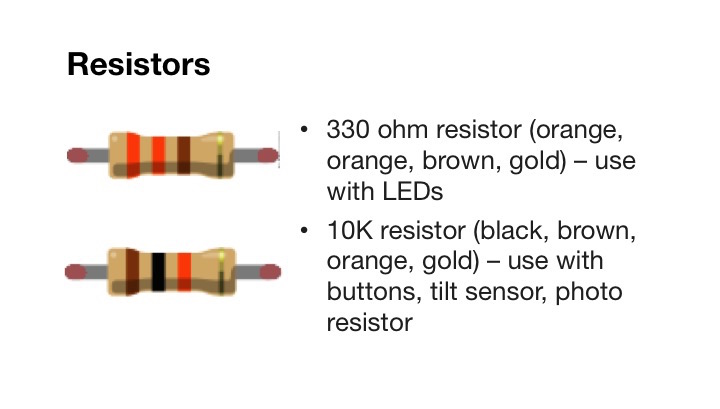 Resistors
• 330 ohm resistor (orange,
orange, brown, gold) – use
with LEDs
• 10K resistor (black, brown,
orange, gold) – use with
buttons, tilt sensor, photo
resistor